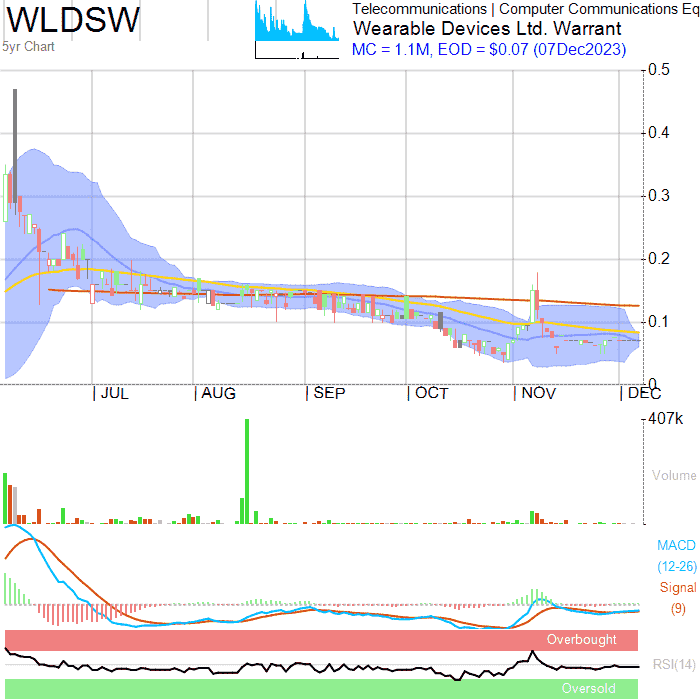 WLDSW
5yr Chart
Telecommunications | Computer Communications Eq
Wearable Devices Ltd. Warrant
MC = 1.1M, EOD = $0.07 (07Dec2023)
0.5
0.4
0.3
0.2
0.1
0
JUL
AUG
SEP
OCT
NOV
DEC
407k
Volume
MACD
(12-26)
Signal
(9)
Overbought
RSI(14)
Oversold